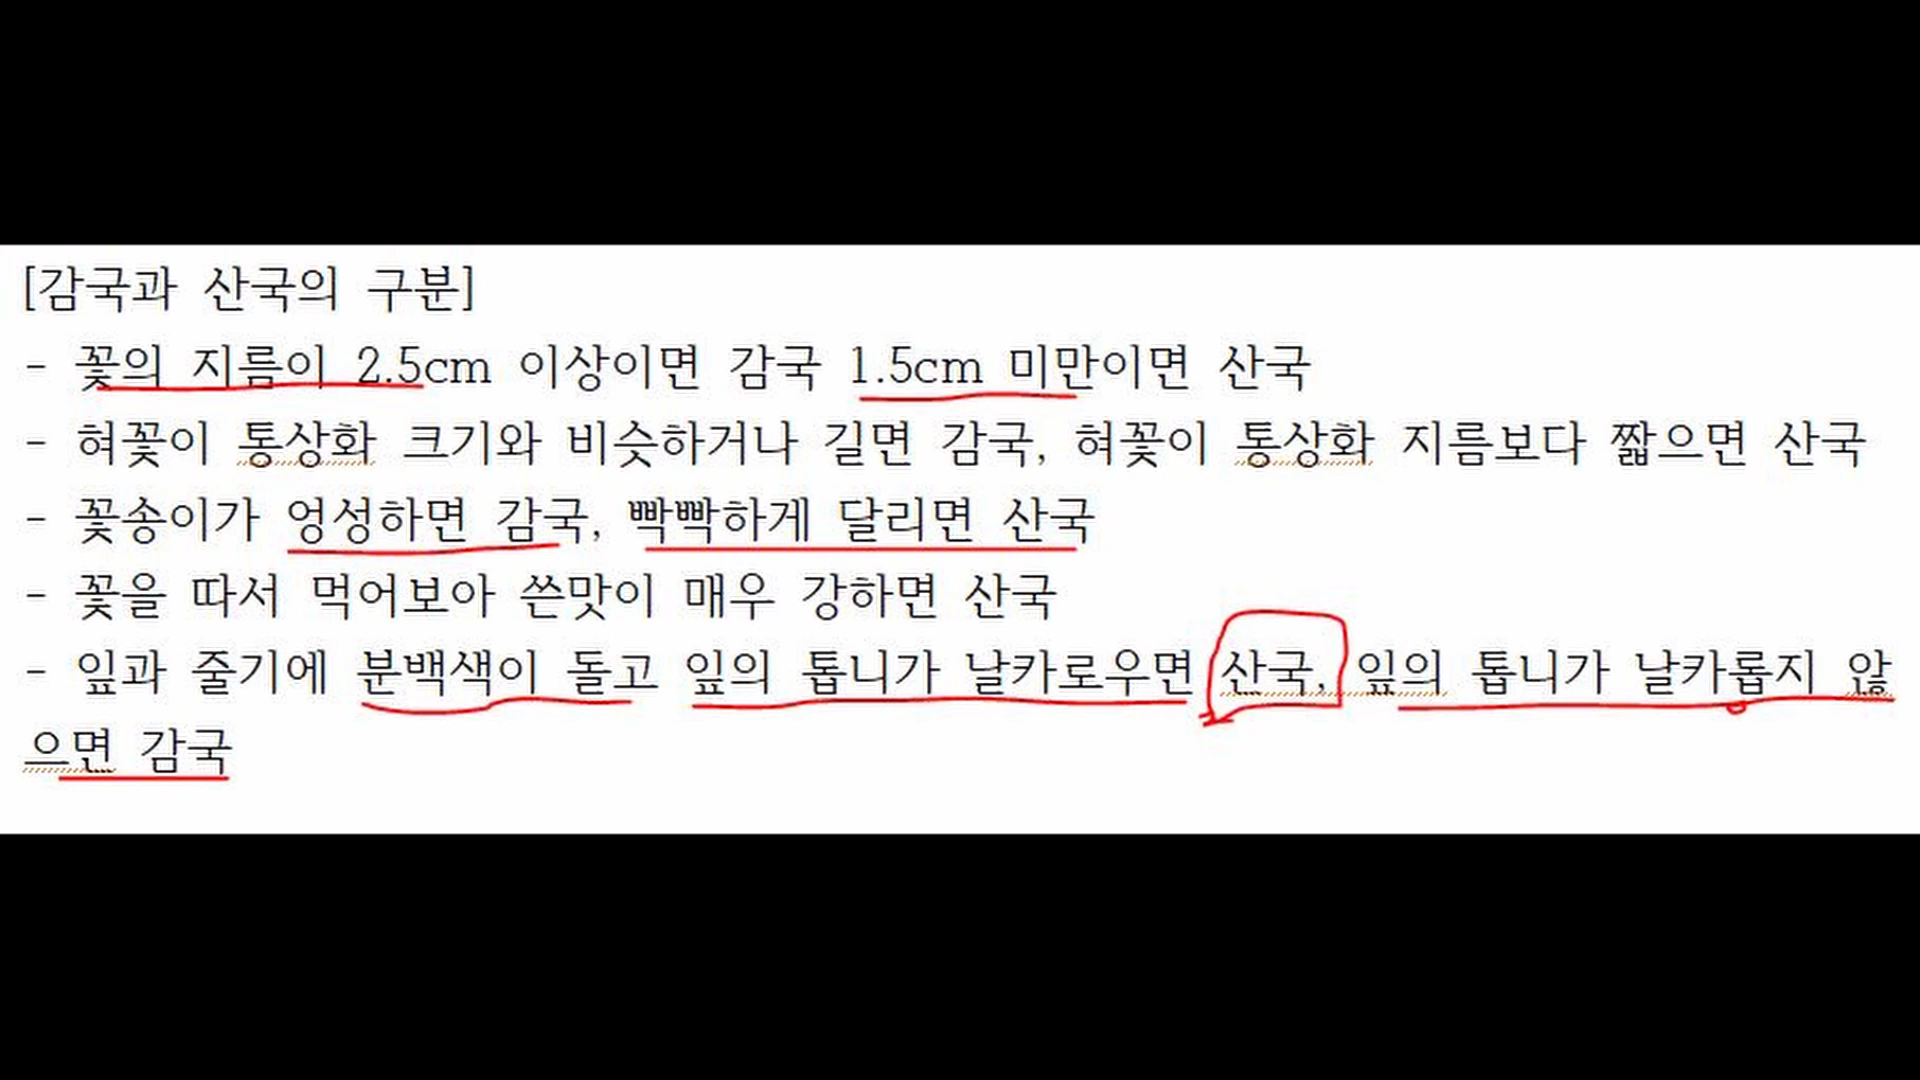 [감국과 산국의 구분]
- 꽃의 지름이 2.5cm 이상이면 감국 1.5cm 미만이면 산국
- 혀꽃이 통상화 크기와 비슷하거나 길면 감국, 혀꽃이 통상화 지름보다 짧으면 산국
- 꽃송이가 엉성하면 감국, 빡빡하게 달리면 산국
- 꽃을 따서 먹어보아 쓴맛이 매우 강하면 산국
- 잎과 줄기에 분백색이 돌고 잎의 톱니가 날카로우면 산국, 잎의 톱니가 날카롭지 않
으면 감국